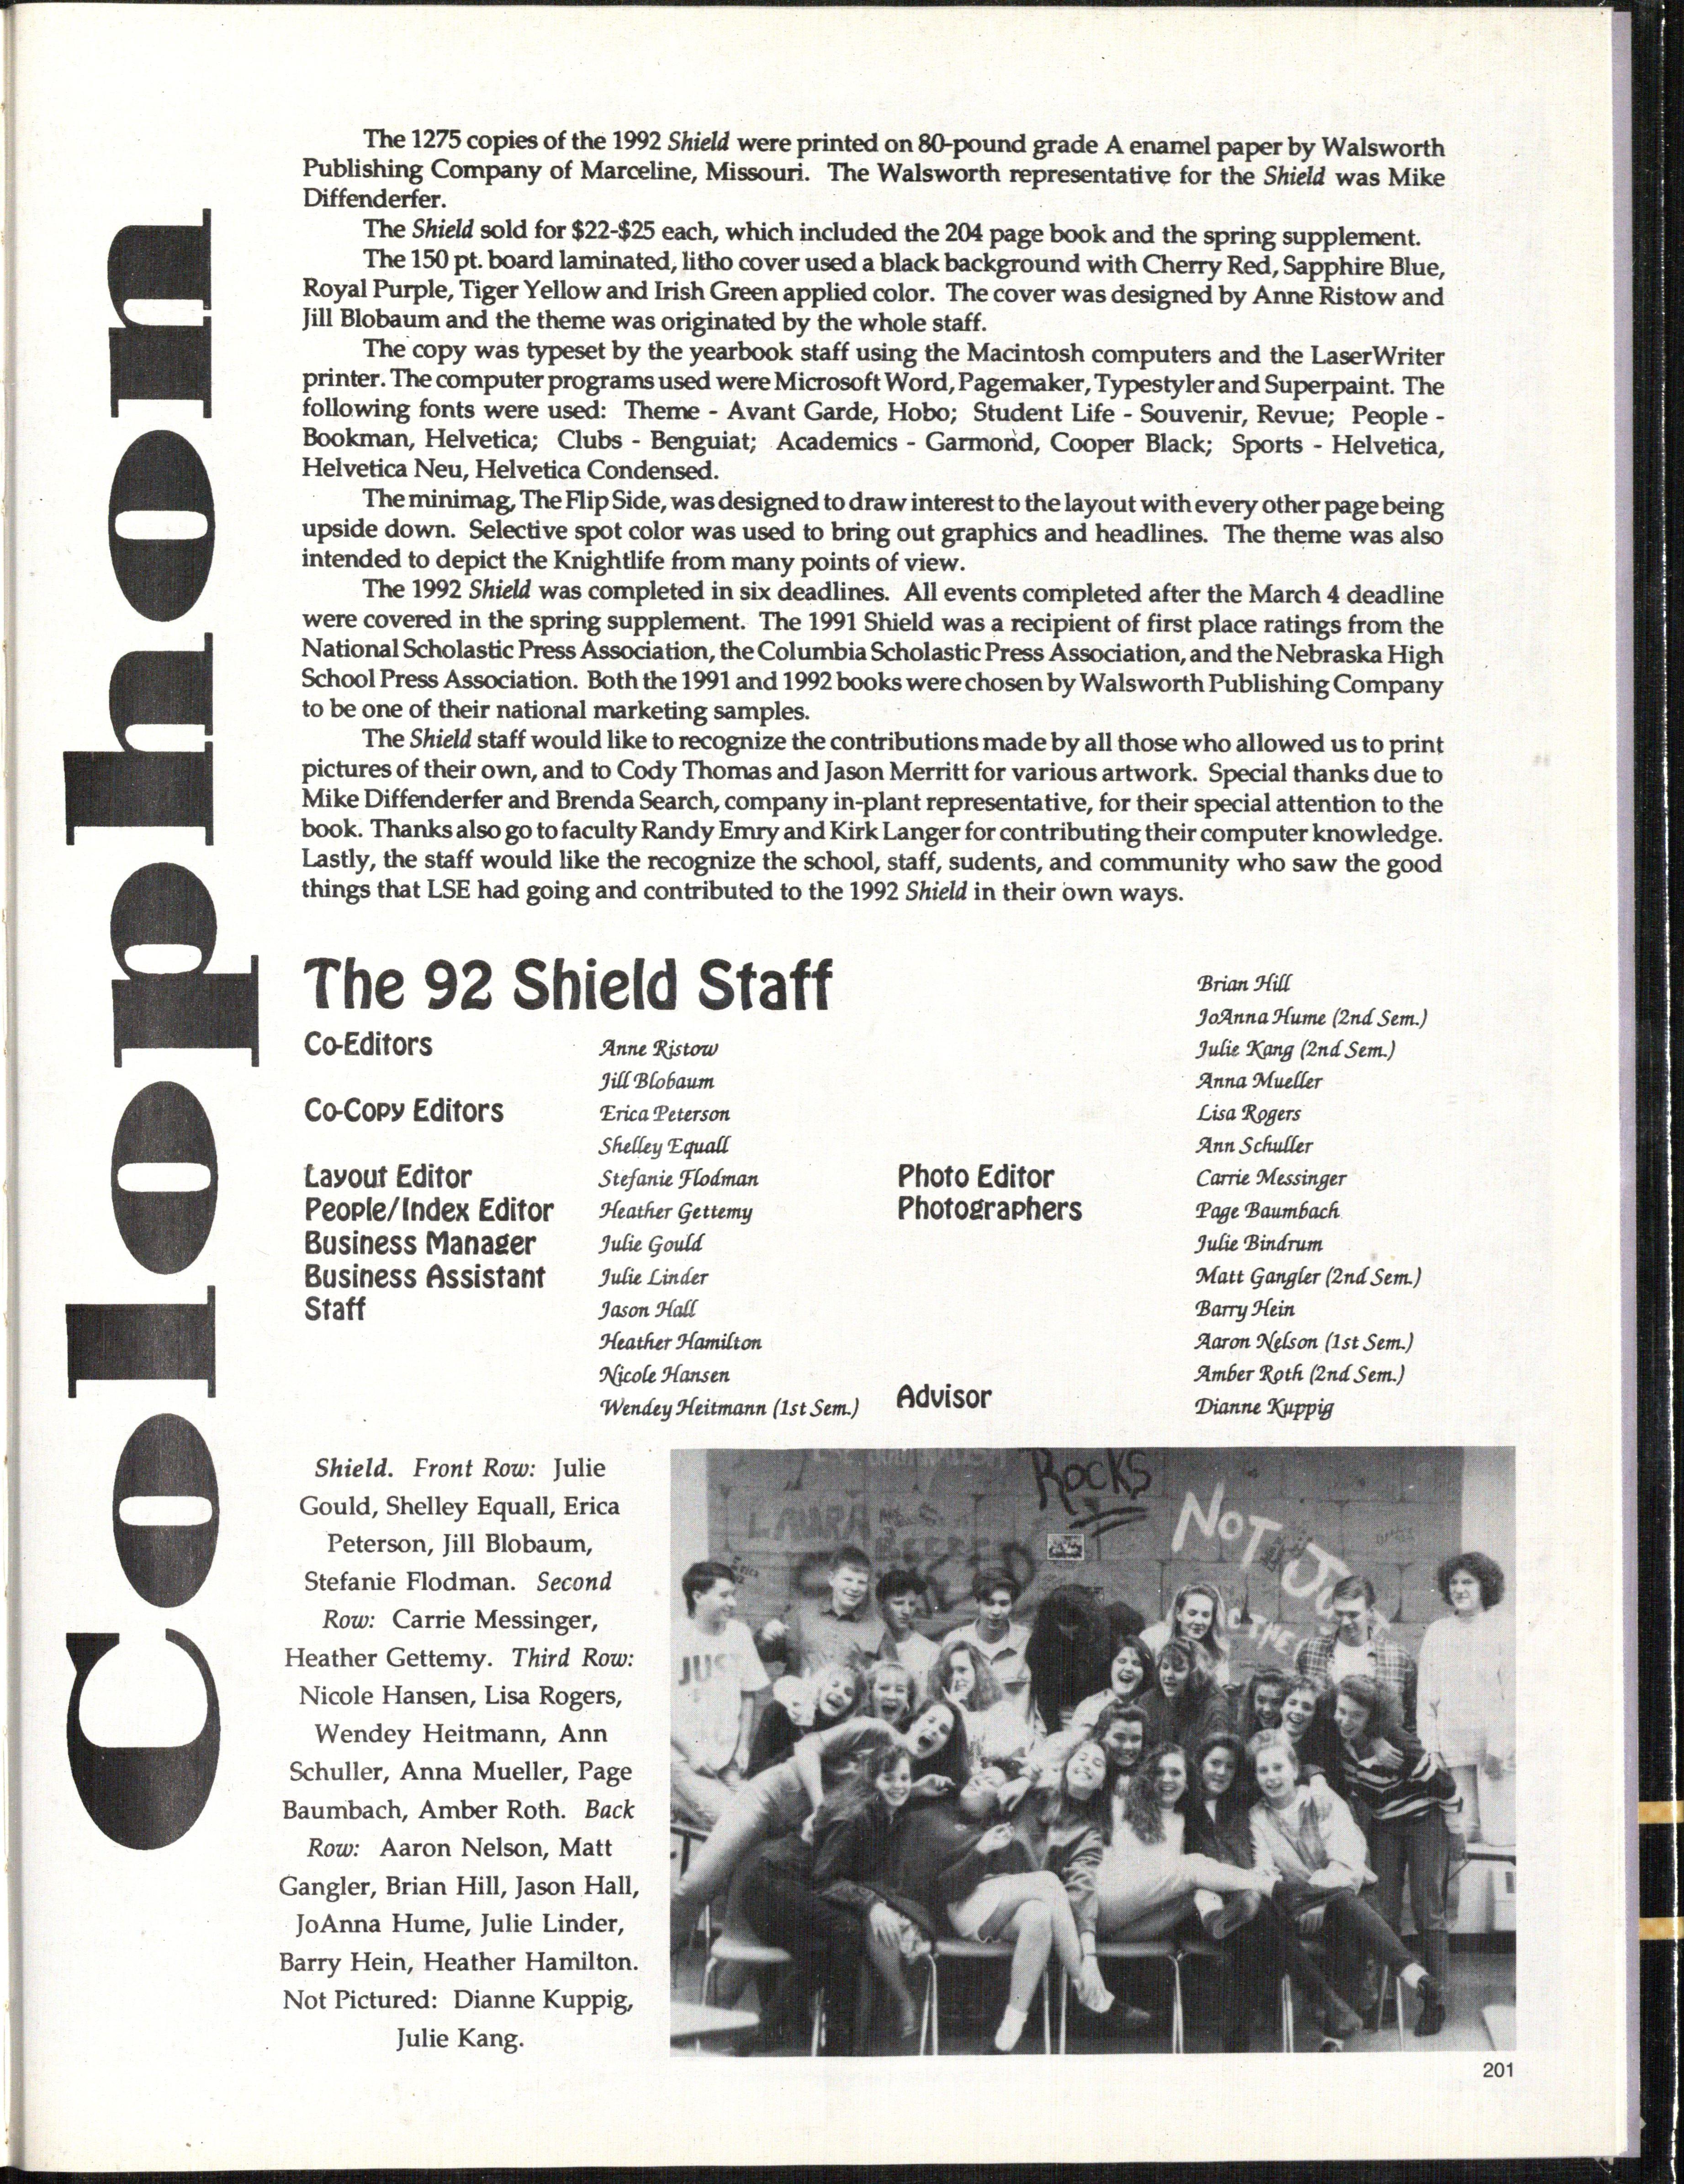 Colophon
The 1275 copies of the 1992 Shield were printed on 80-pound grade A enamel paper by Walsworth
Publishing Company of Marceline, Missouri. The Walsworth representative for the Shield was Mike
Diffenderfer.
The Shield sold for $22-$25 each, which included the 204 page book and the spring supplement.
The 150 pt. board laminated, litho cover used a black background with Cherry Red, Sapphire Blue,
Royal Purple, Tiger Yellow and Irish Green applied color. The cover was designed by Anne Ristow and
Jill Blobaum and the theme was originated by the whole staff.
The copy was typeset by the yearbook staff using the Macintosh computers and the LaserWriter
printer. The computer programs used were Microsoft Word, Pagemaker, Typestyler and Superpaint. The
following fonts were used: Theme - Avant Garde, Hobo; Student Life - Souvenir, Revue; People -
Bookman, Helvetica; Clubs - Benguiat; Academics - Garmond, Cooper Black; Sports - Helvetica,
Helvetica Neu, Helvetica Condensed.
The minimag, The Flip Side, was designed to draw interest to the layout with every other page being
upside down. Selective spot color was used to bring out graphics and headlines. The theme was also
intended to depict the Knightlife from many points of view.
The 1992 Shield was completed in six deadlines. All events completed after the March 4 deadline
were covered in the spring supplement. The 1991 Shield was a recipient of first place ratings from the
National Scholastic Press Association, the Columbia Scholastic Press Association, and the Nebraska High
School Press Association. Both the 1991 and 1992 books were chosen by Walsworth Publishing Company
to be one of their national marketing samples.
The Shield staff would like to recognize the contributions made by all those who allowed us to print
pictures of their own, and to Cody Thomas and Jason Merritt for various artwork. Special thanks due to
Mike Diffenderfer and Brenda Search, company in-plant representative, for their special attention to the
book. Thanks also go to faculty Randy Emry and Kirk Langer for contributing their computer knowledge.
Lastly, the staff would like the recognize the school, staff, sudents, and community who saw the good
things that LSE had going and contributed to the 1992 Shield in their own ways.
The 92 Shield Staff
Co-Editors Anne Ristow
Jill Blobaum
Co-Copy Editors Erica Peterson
Shelley Equall
Layout Editor Stefanie Flodman
People/Index Editor Heather Gettemy
Business Manager Julie Gould
Business Assistant Julie Linder
Staff Jason Hall
Heather Hamilton
Nicole Hansen
Wendey Heitmann (1st Sem.)
Brian Hill
JoAnna Hume (2nd Sem.)
Julie Kang (2nd Sem.)
Anna Mueller
Lisa Rogers
Ann Schuller
Photo Editor Carrie Messinger
Photographers Page Baumbach
Julie Bindrum
Matt Gangler (2nd Sem.)
Barry Hein
Aaron Nelson (1st Sem.)
Amber Roth (2nd Sem.)
Advisor Dianne Kuppig
Shield. Front Row: Julie
Gould, Shelley Equall, Erica
Peterson, Jill Blobaum,
Stefanie Flodman. Second
Row: Carrie Messinger,
Heather Gettemy. Third Row:
Nicole Hansen, Lisa Rogers,
Wendey Heitmann, Ann
Schuller, Anna Mueller, Page
Baumbach, Amber Roth. Back
Row: Aaron Nelson, Matt
Gangler, Brian Hill, Jason Hall,
JoAnna Hume, Julie Linder,
Barry Hein, Heather Hamilton.
Not Pictured: Dianne Kuppig,
Julie Kang.
ROCKS
LAURA
NOT
JUST
201